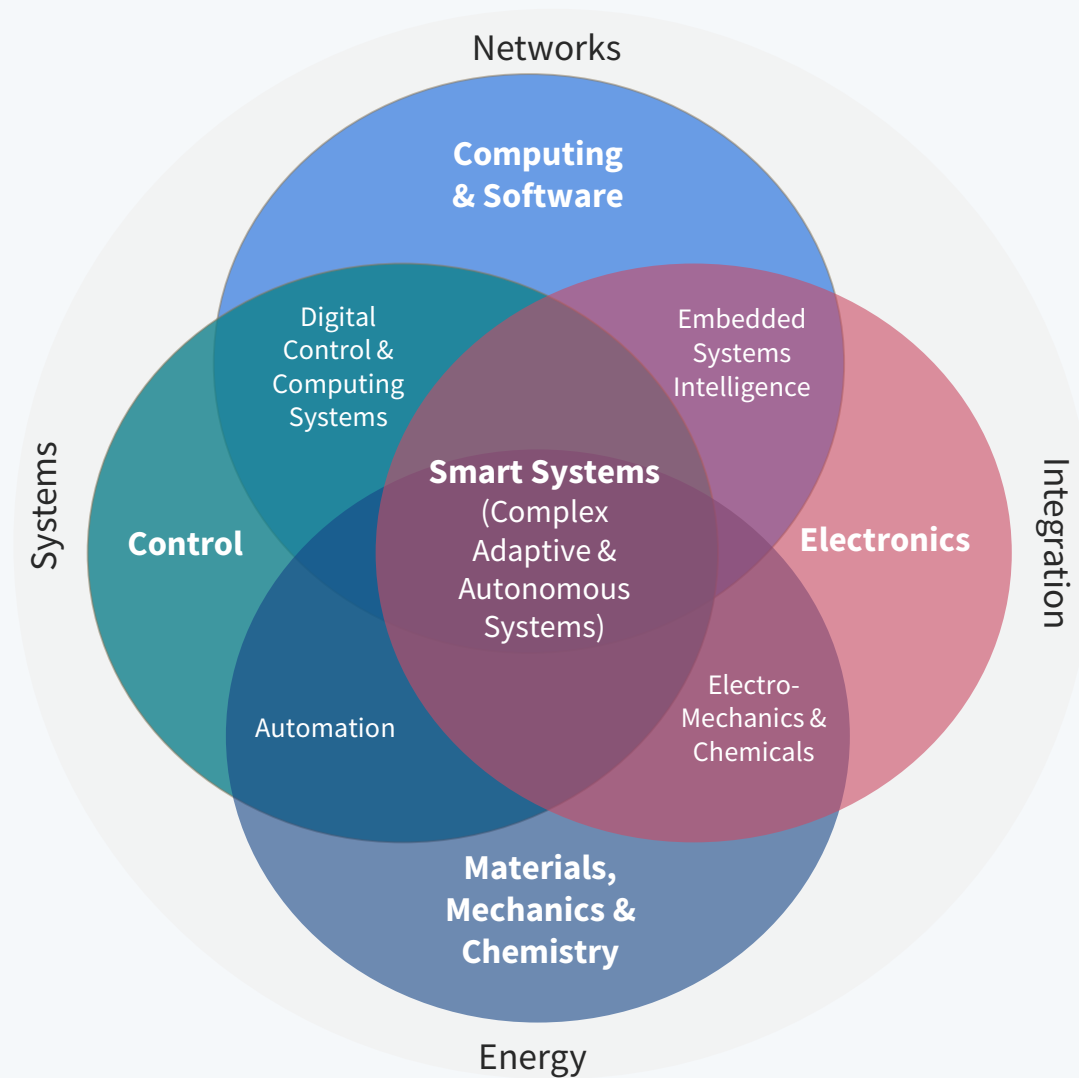 Networks
Computing
& Software
Digital
Control &
Computing
Systems
Embedded
Systems
Intelligence
Systems
Control
Smart Systems
(Complex
Adaptive &
Autonomous
Systems)
Electronics
Integration
Automation
Electro-
Mechanics &
Chemicals
Materials,
Mechanics &
Chemistry
Energy